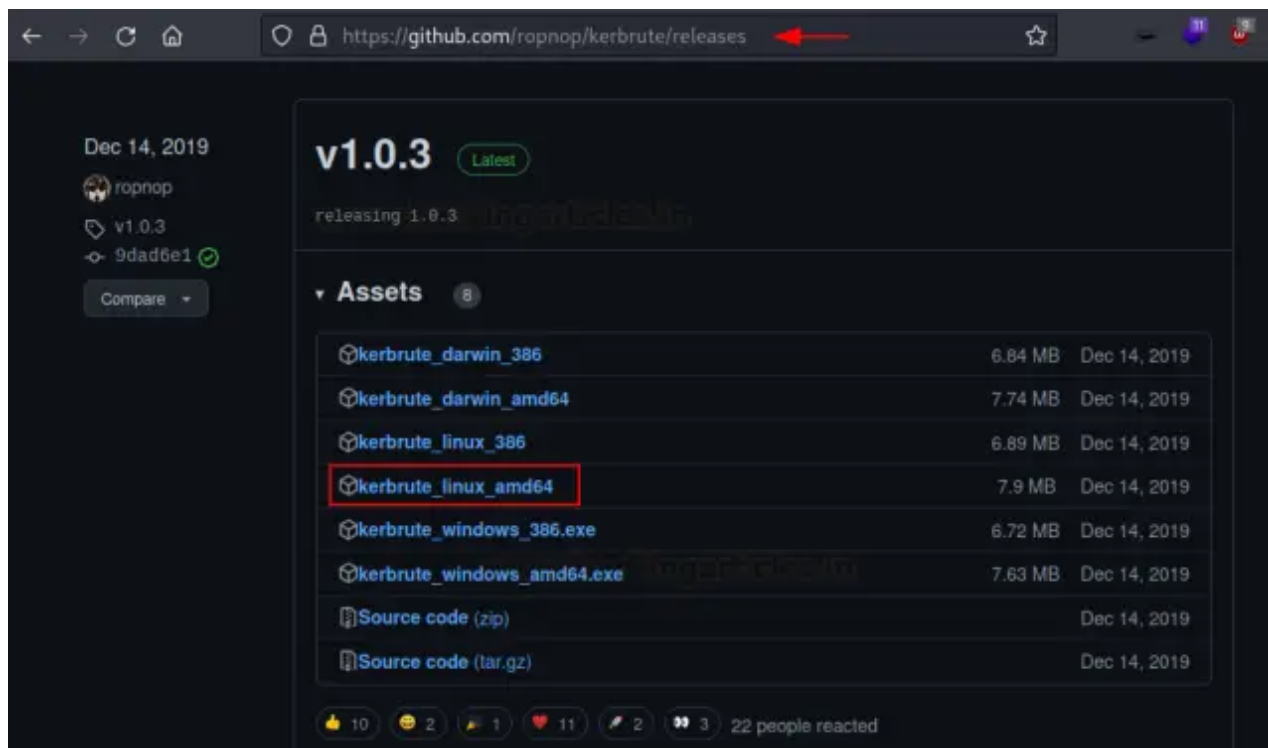 https://github.com/ropnop/kerbrute/releases
11
9
Dec 14, 2019
ropnop
v1.0.3
9dad6e1
Compare
v1.0.3 Latest
releasing 1.0.3
Assets 8
kerbrute_darwin_386 6.84 MB Dec 14, 2019
kerbrute_darwin_amd64 7.74 MB Dec 14, 2019
kerbrute_linux_386 6.89 MB Dec 14, 2019
kerbrute_linux_amd64 7.9 MB Dec 14, 2019
kerbrute_windows_386.exe 6.72 MB Dec 14, 2019
kerbrute_windows_amd64.exe 7.63 MB Dec 14, 2019
Source code (zip) Dec 14, 2019
Source code (tar.gz) Dec 14, 2019
10 2 1 11 2 3 22 people reacted